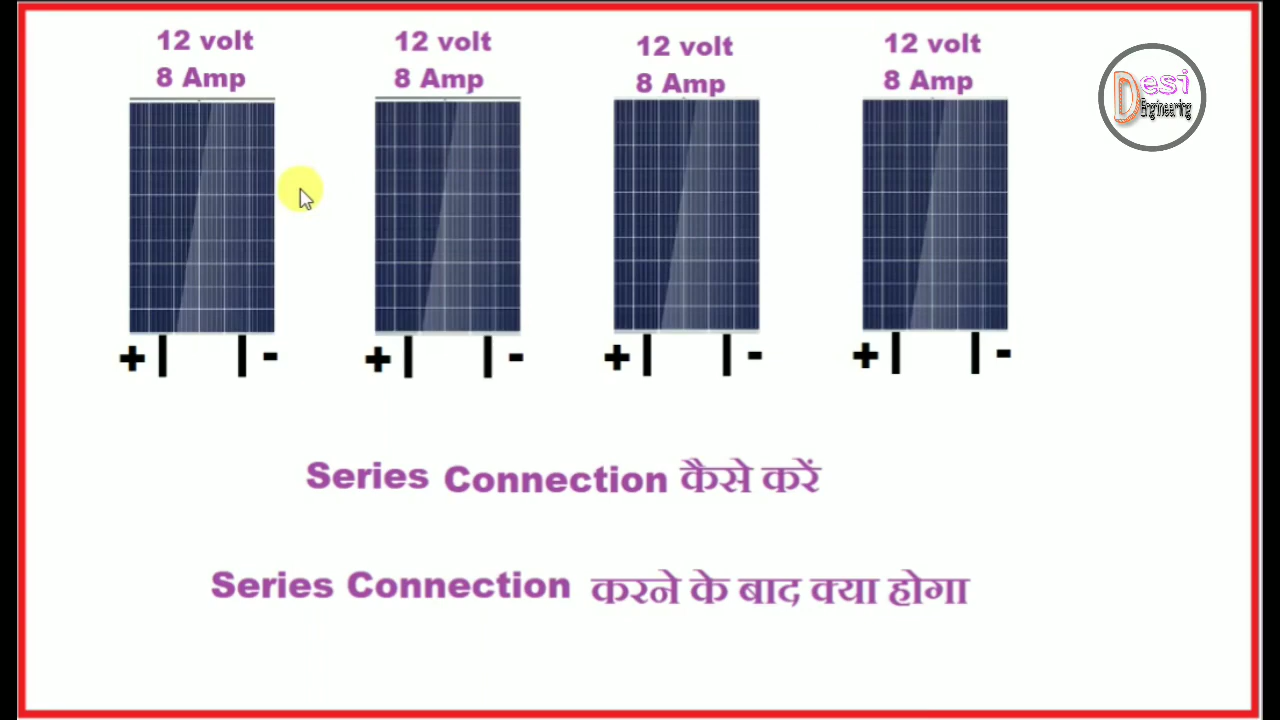 12 volt
8 Amp
12 volt
8 Amp
12 volt
8 Amp
12 volt
8 Amp
Desi
Engineering
+ -
+ -
+ -
+ -
Series Connection कैसे करें
Series Connection करने के बाद क्या होगा